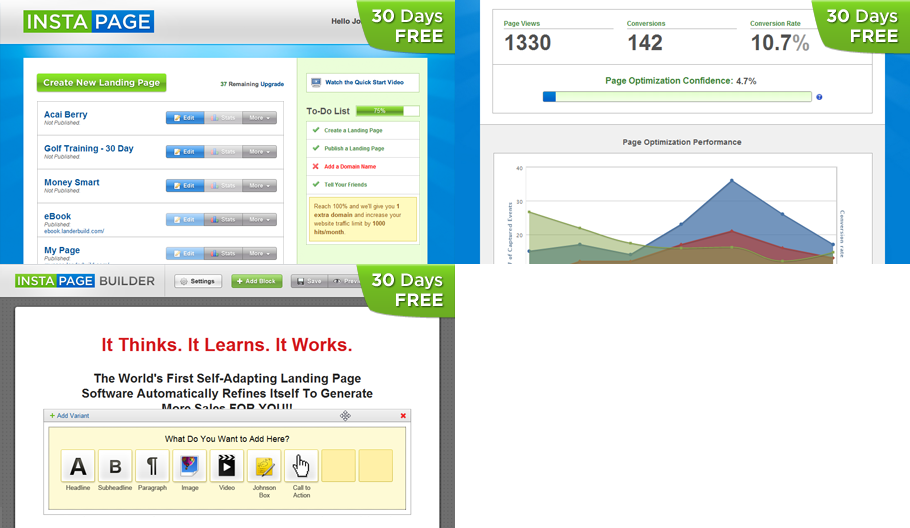 INSTAPAGE
Hello Jo
30 Days
FREE
Create New Landing Page
37 Remaining Upgrade
Acai Berry
Not Published
Edit Stats More
Golf Training - 30 Day
Not Published
Edit Stats More
Money Smart
Not Published
Edit Stats More
eBook
Published
ebook.landerbuild.com/
Edit Stats More
My Page
Published
Edit Stats More
Watch the Quick Start Video
To-Do List 75%
Create a Landing Page
Publish a Landing Page
Add a Domain Name
Tell Your Friends
Reach 100% and we'll give you 1
extra domain and increase your
website traffic limit by 1000
hits/month.
30 Days
FREE
Page Views
1330
Conversions
142
Conversion Rate
10.7%
Page Optimization Confidence: 4.7%
?
Page Optimization Performance
40
30
20
# of Captured Events
Conversion rate
INSTAPAGE BUILDER
Settings
+ Add Block
Save
Previ
30 Days
FREE
It Thinks. It Learns. It Works.
The World's First Self-Adapting Landing Page
Software Automatically Refines Itself To Generate
More Sales FOR YOU!!
+ Add Variant
What Do You Want to Add Here?
A
Headline
B
Subheadline
¶
Paragraph
Image
Video
Johnson
Box
Call to
Action